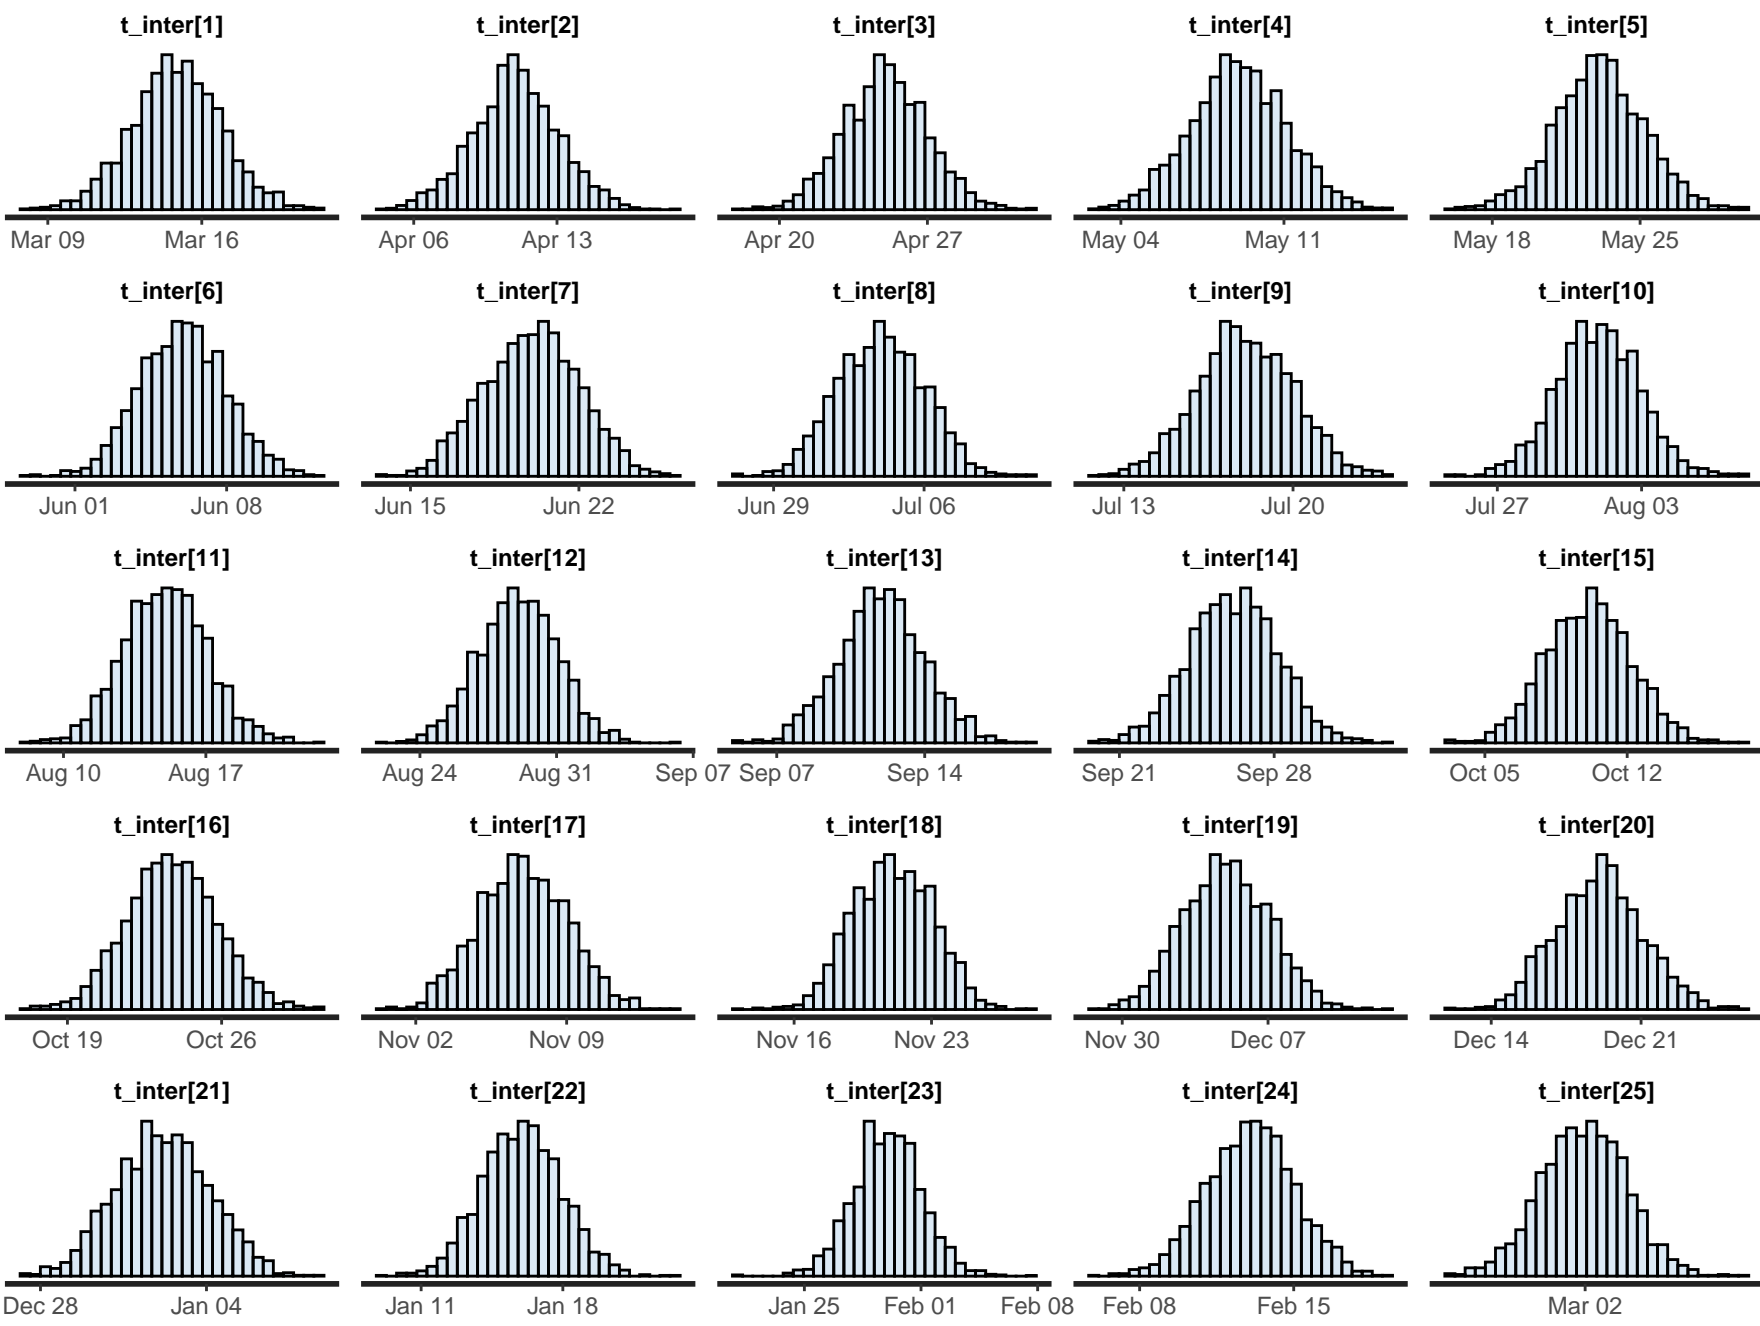 t_inter[1] t_inter[2] t_inter[3] t_inter[4] t_inter[5]
Mar 09 Mar 16 Apr 06 Apr 13 Apr 20 Apr 27 May 04 May 11 May 18 May 25
t_inter[6] t_inter[7] t_inter[8] t_inter[9] t_inter[10]
Jun 01 Jun 08 Jun 15 Jun 22 Jun 29 Jul 06 Jul 13 Jul 20 Jul 27 Aug 03
t_inter[11] t_inter[12] t_inter[13] t_inter[14] t_inter[15]
Aug 10 Aug 17 Aug 24 Aug 31 Sep 07 Sep 07 Sep 14 Sep 21 Sep 28 Oct 05 Oct 12
t_inter[16] t_inter[17] t_inter[18] t_inter[19] t_inter[20]
Oct 19 Oct 26 Nov 02 Nov 09 Nov 16 Nov 23 Nov 30 Dec 07 Dec 14 Dec 21
t_inter[21] t_inter[22] t_inter[23] t_inter[24] t_inter[25]
Dec 28 Jan 04 Jan 11 Jan 18 Jan 25 Feb 01 Feb 08 Feb 08 Feb 15 Mar 02